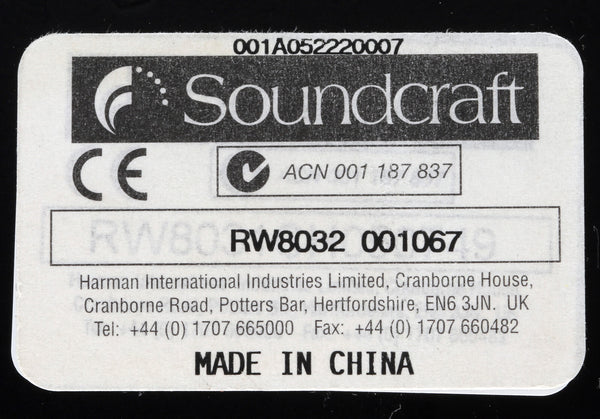 001A052220007
Soundcraft
CE
ACN 001 187 837
RW8032 001067
Harman International Industries Limited, Cranborne House,
Cranborne Road, Potters Bar, Hertfordshire, EN6 3JN. UK
Tel: +44 (0) 1707 665000 Fax: +44 (0) 1707 660482
MADE IN CHINA